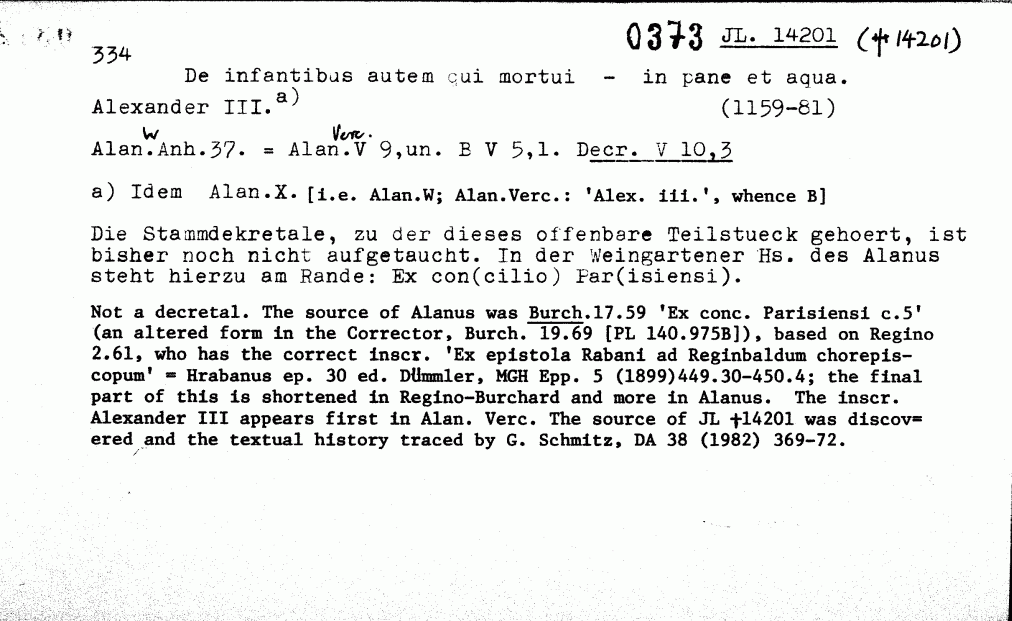 0373 JL. 14201 (†14201)
334
De infantibus autem qui mortui - in pane et aqua.
Alexander III.a) (1159-81)
W Verc.
Alan.Anh.37. = Alan.V 9,un. B V 5,1. Decr. V 10,3
a) Idem Alan.X. [i.e. Alan.W; Alan.Verc.: 'Alex. iii.', whence B]
Die Stammdekretale, zu der dieses offenbare Teilstueck gehoert, ist
bisher noch nicht aufgetaucht. In der Weingartener Hs. des Alanus
steht hierzu am Rande: Ex con(cilio) Par(isiensi).
Not a decretal. The source of Alanus was Burch.17.59 'Ex conc. Parisiensi c.5'
(an altered form in the Corrector, Burch. 19.69 [PL 140.975B]), based on Regino
2.61, who has the correct inscr. 'Ex epistola Rabani ad Reginbaldum chorepis-
copum' = Hrabanus ep. 30 ed. Dümmler, MGH Epp. 5 (1899)449.30-450.4; the final
part of this is shortened in Regino-Burchard and more in Alanus. The inscr.
Alexander III appears first in Alan. Verc. The source of JL †14201 was discov=
ered and the textual history traced by G. Schmitz, DA 38 (1982) 369-72.